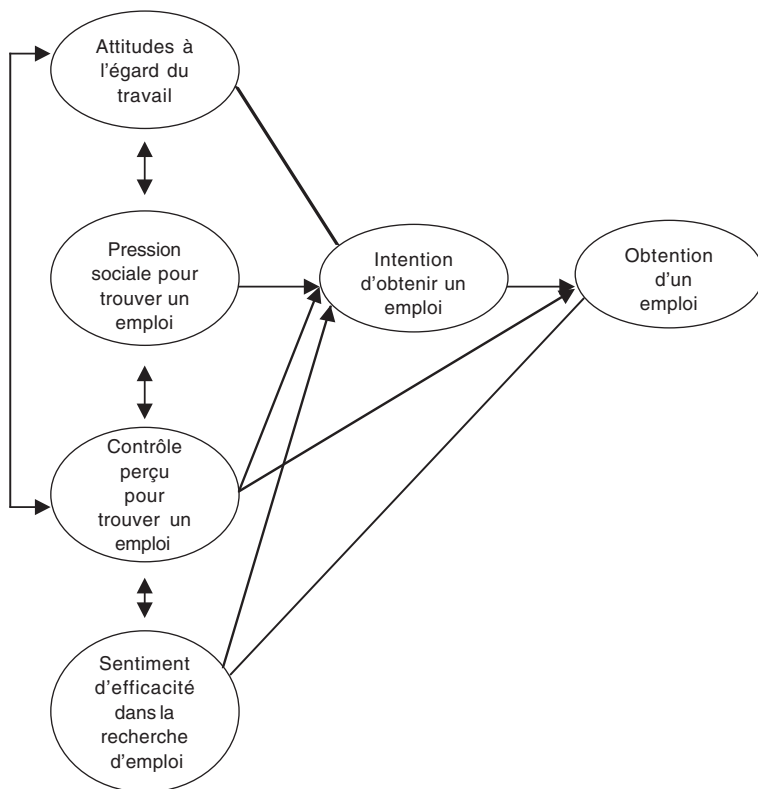 Attitudes à
l'égard du
travail
Pression
sociale pour
trouver un
emploi
Intention
d'obtenir un
emploi
Obtention
d'un
emploi
Contrôle
perçu
pour
trouver un
emploi
Sentiment
d'efficacité
dans la
recherche
d'emploi